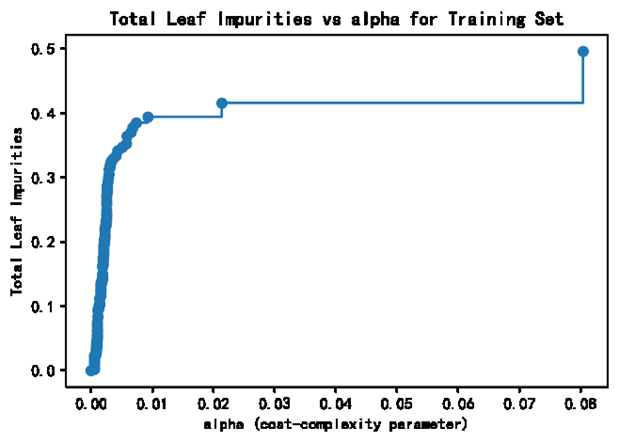 Total Leaf Impurities vs alpha for Training Set
0.5
0.4
0.3
0.2
0.1
0.0
Total Leaf Impurities
0.00 0.01 0.02 0.03 0.04 0.05 0.06 0.07 0.08
alpha (cost-complexity parameter)